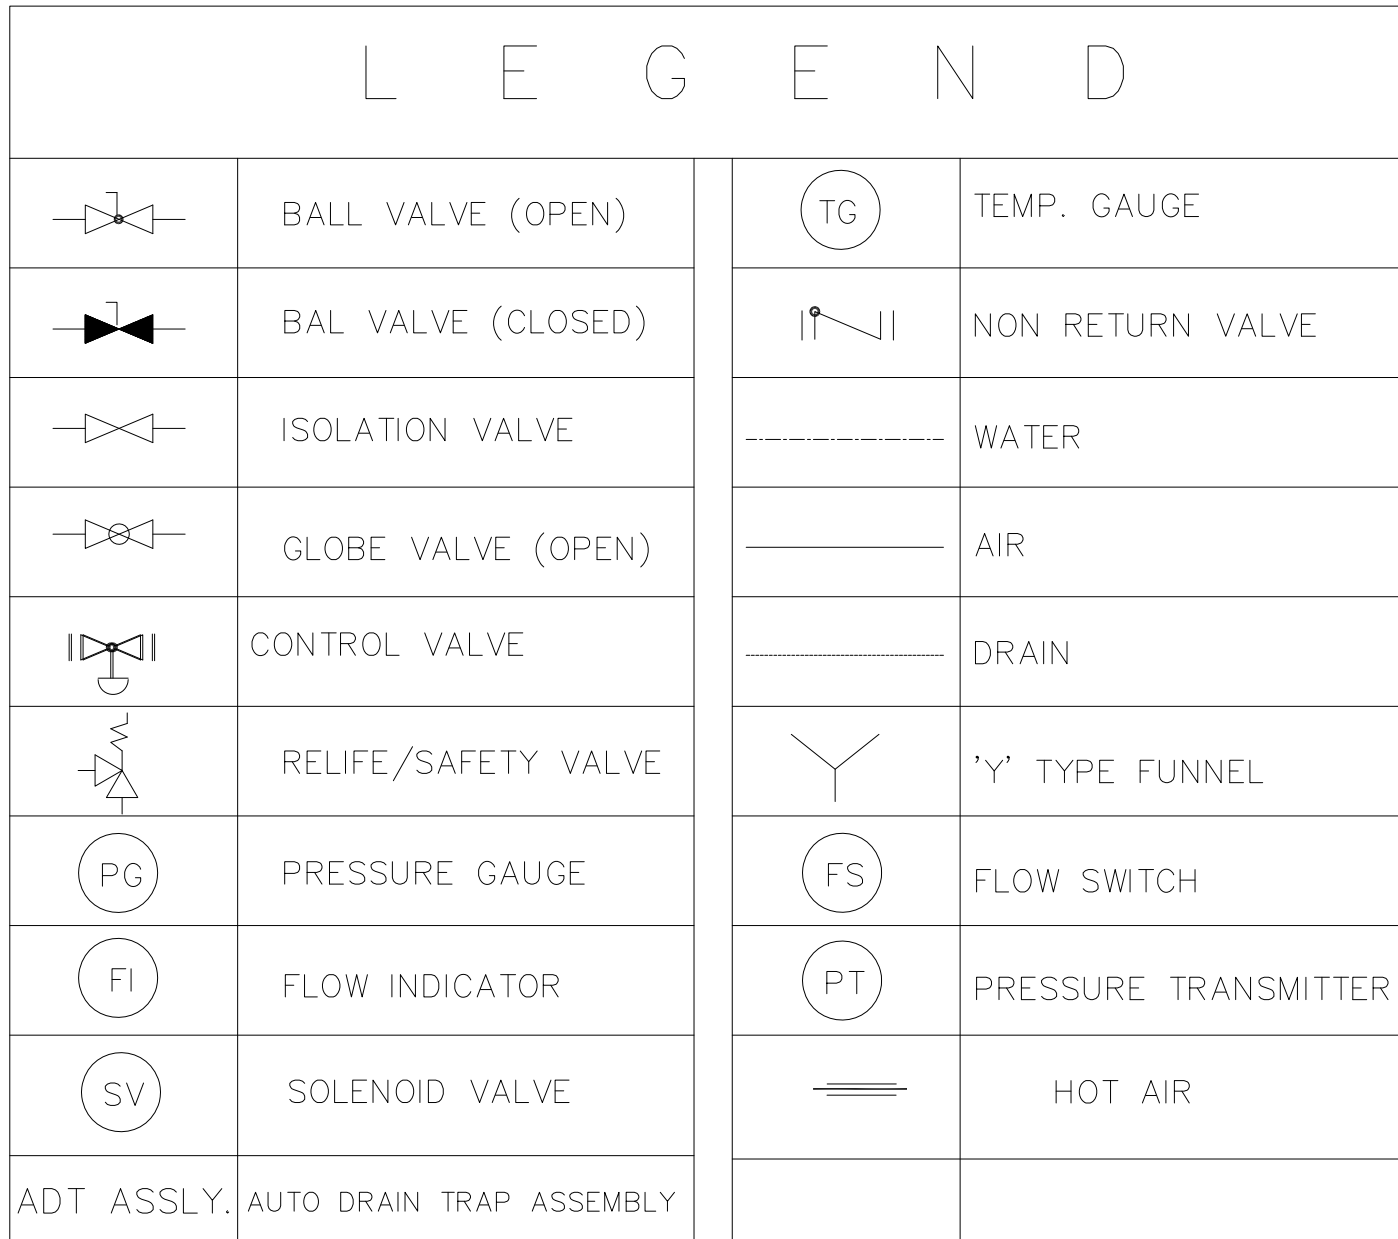 L E G E N D
BALL VALVE (OPEN)
TG TEMP. GAUGE
BAL VALVE (CLOSED)
NON RETURN VALVE
ISOLATION VALVE
WATER
GLOBE VALVE (OPEN)
AIR
CONTROL VALVE
DRAIN
RELIFE/SAFETY VALVE
'Y' TYPE FUNNEL
PG PRESSURE GAUGE
FS FLOW SWITCH
FI FLOW INDICATOR
PT PRESSURE TRANSMITTER
SV SOLENOID VALVE
HOT AIR
ADT ASSLY. AUTO DRAIN TRAP ASSEMBLY